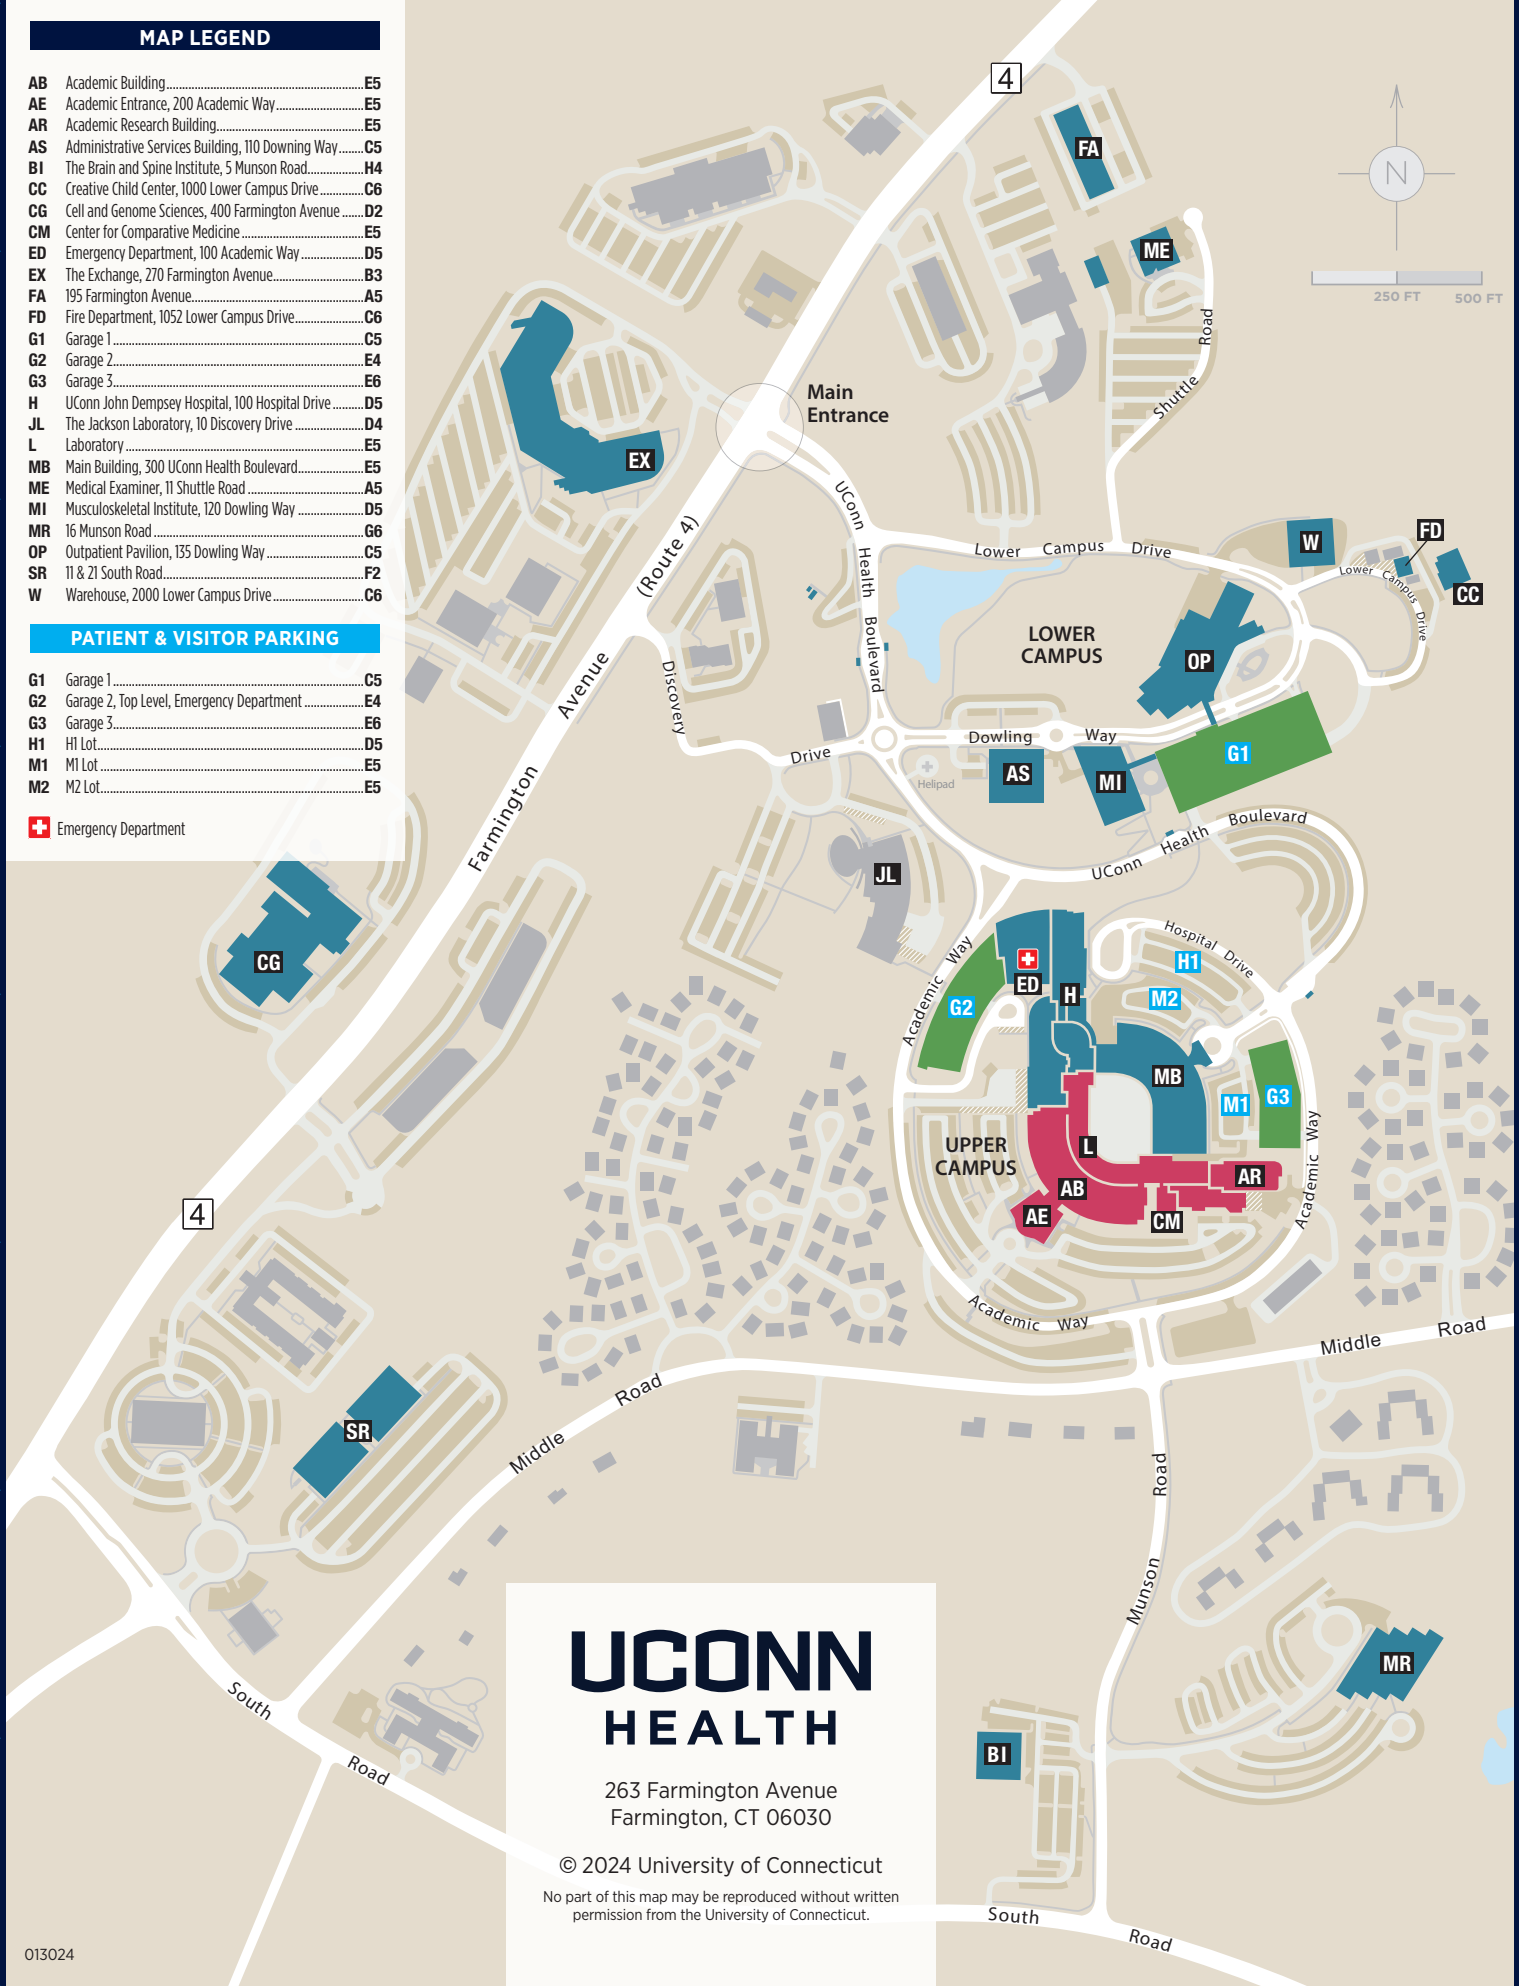 MAP LEGEND
AB Academic Building E5
AE Academic Entrance, 200 Academic Way E5
AR Academic Research Building E5
AS Administrative Services Building, 110 Downing Way C5
BI The Brain and Spine Institute, 5 Munson Road H4
CC Creative Child Center, 1000 Lower Campus Drive C6
CG Cell and Genome Sciences, 400 Farmington Avenue D2
CM Center for Comparative Medicine E5
ED Emergency Department, 100 Academic Way D5
EX The Exchange, 270 Farmington Avenue B3
FA 195 Farmington Avenue A5
FD Fire Department, 1052 Lower Campus Drive C6
G1 Garage 1 C5
G2 Garage 2 E4
G3 Garage 3 E6
H UConn John Dempsey Hospital, 100 Hospital Drive D5
JL The Jackson Laboratory, 10 Discovery Drive D4
L Laboratory E5
MB Main Building, 300 UConn Health Boulevard E5
ME Medical Examiner, 11 Shuttle Road A5
MI Musculoskeletal Institute, 120 Dowling Way D5
MR 16 Munson Road G6
OP Outpatient Pavilion, 135 Dowling Way C5
SR 11 & 21 South Road F2
W Warehouse, 2000 Lower Campus Drive C6
PATIENT & VISITOR PARKING
G1 Garage 1 C5
G2 Garage 2, Top Level, Emergency Department E4
G3 Garage 3 E6
H1 H1 Lot D5
M1 M1 Lot E5
M2 M2 Lot E5
Emergency Department
4
FA
N
ME
250 FT 500 FT
Shuttle Road
Main
Entrance
EX
UConn Health Boulevard
Lower Campus Drive
W
FD
Lower Campus Drive
CC
Farmington Avenue (Route 4)
LOWER
CAMPUS
OP
Discovery Drive
Dowling Way
G1
AS
MI
Helipad
UConn Health Boulevard
JL
CG
Academic Way
Hospital Drive
ED
H
H1
M2
G2
MB
M1
G3
UPPER
CAMPUS
L
AB
AR
AE
CM
Academic Way
4
Academic Way
Middle Road
Middle Road
SR
Munson Road
MR
South Road
BI
South Road
UCONN
HEALTH
263 Farmington Avenue
Farmington, CT 06030
© 2024 University of Connecticut
No part of this map may be reproduced without written
permission from the University of Connecticut.
013024